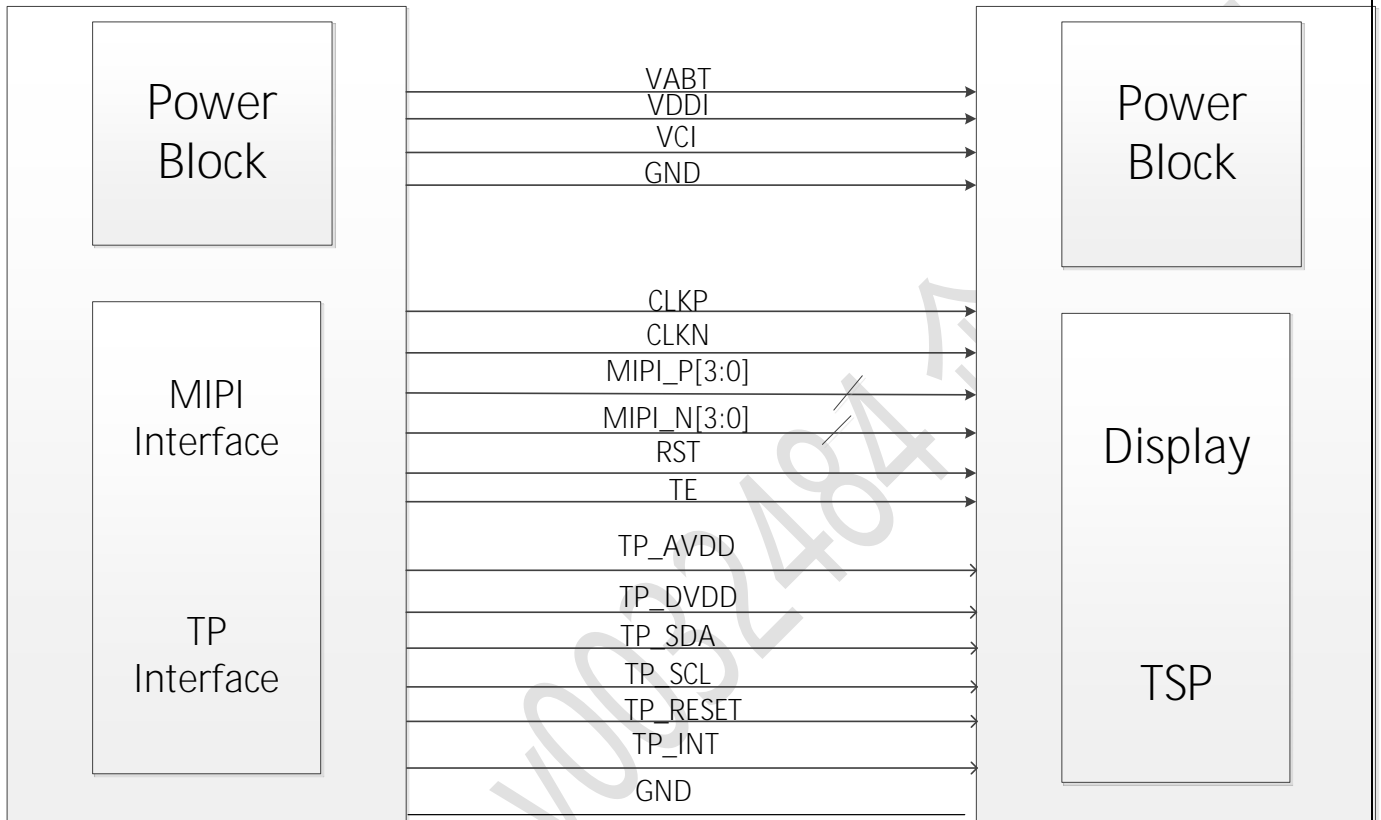 Power
Block
VABT
VDDI
VCI
GND
Power
Block
MIPI
Interface
TP
Interface
CLKP
CLKN
MIPI_P[3:0]
MIPI_N[3:0]
RST
TE
TP_AVDD
TP_DVDD
TP_SDA
TP_SCL
TP_RESET
TP_INT
GND
Display
TSP
v0032484